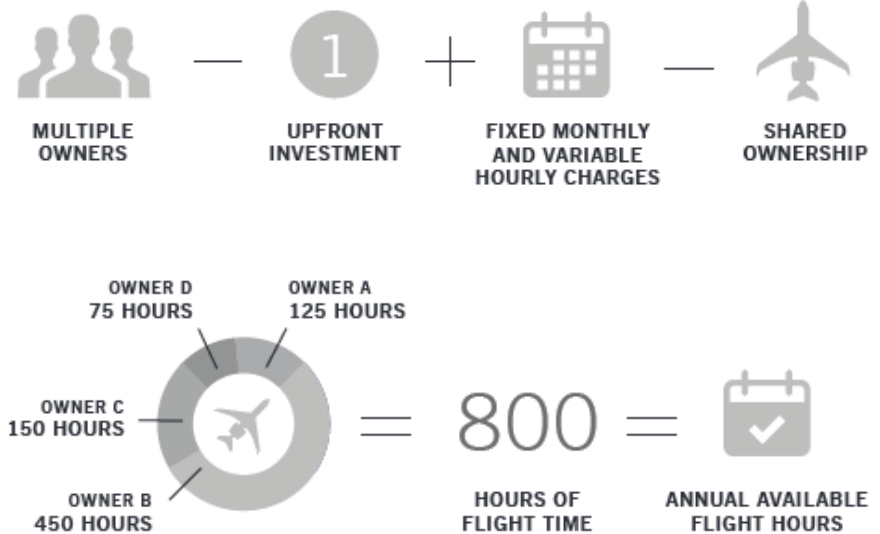 1
MULTIPLE
OWNERS
UPFRONT
INVESTMENT
FIXED MONTHLY
AND VARIABLE
HOURLY CHARGES
SHARED
OWNERSHIP
OWNER D
75 HOURS
OWNER A
125 HOURS
OWNER C
150 HOURS
OWNER B
450 HOURS
800
HOURS OF
FLIGHT TIME
ANNUAL AVAILABLE
FLIGHT HOURS